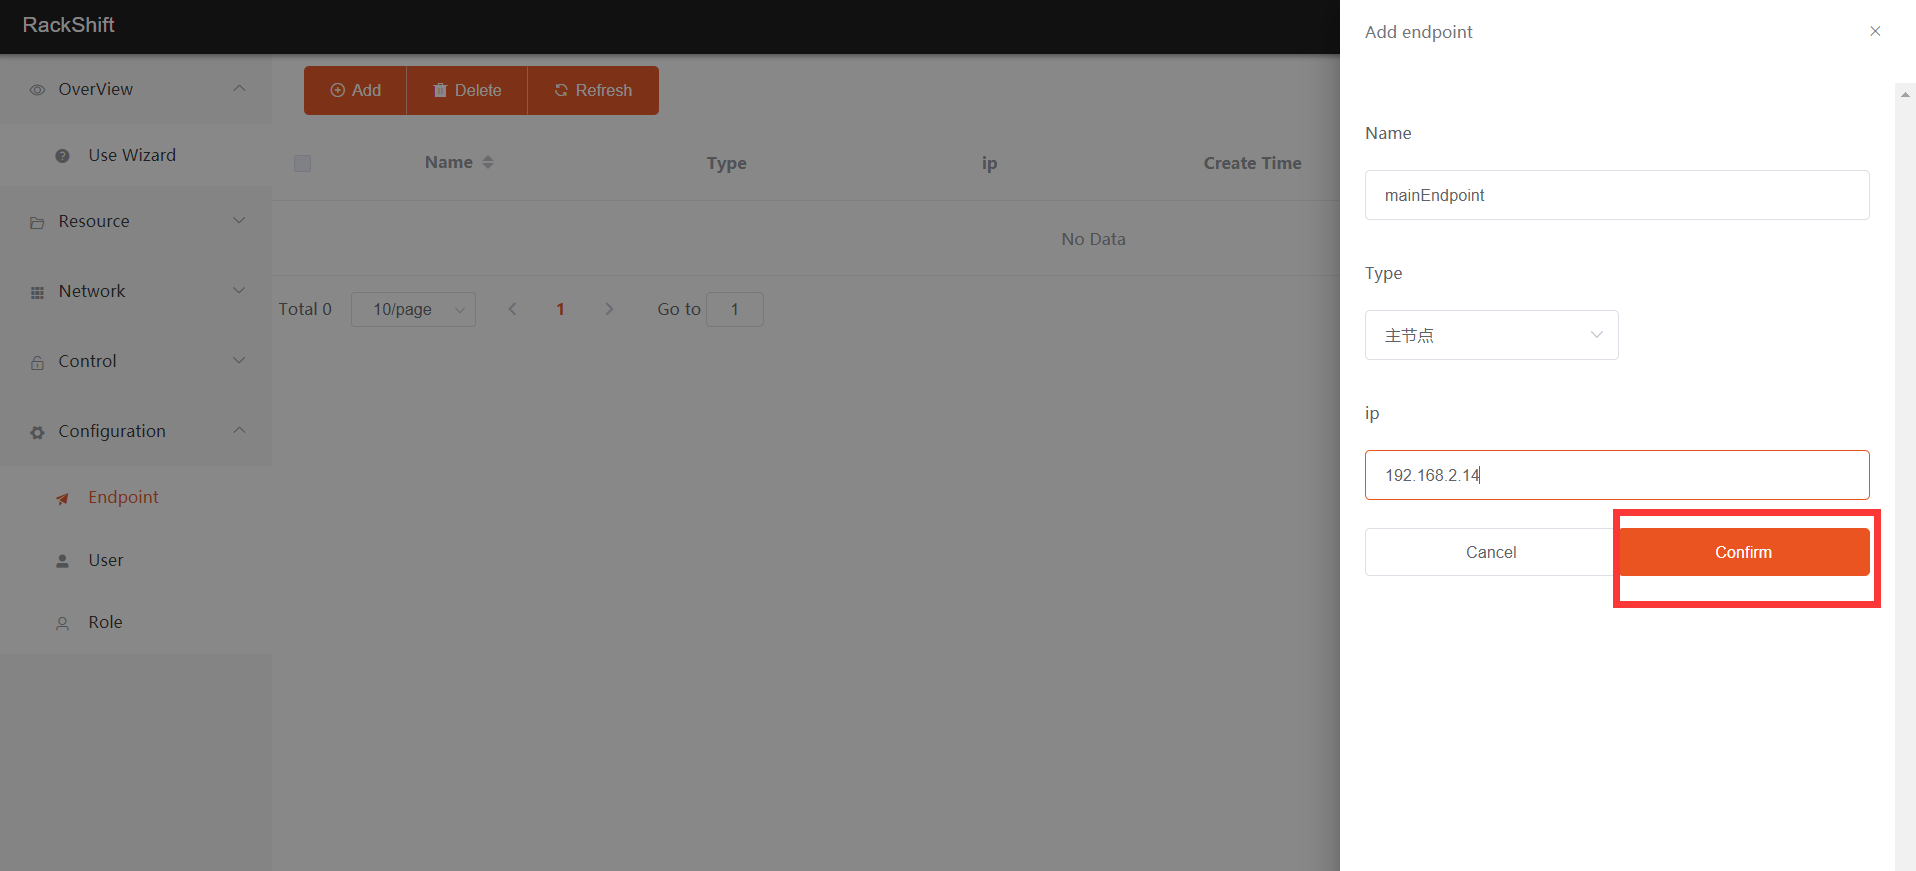 RackShift
OverView
Use Wizard
Resource
Network
Control
Configuration
Endpoint
User
Role
Add Delete Refresh
Name Type ip Create Time
No Data
Total 0 10/page 1 Go to 1
Add endpoint
Name
mainEndpoint
Type
主节点
ip
192.168.2.14
Cancel Confirm